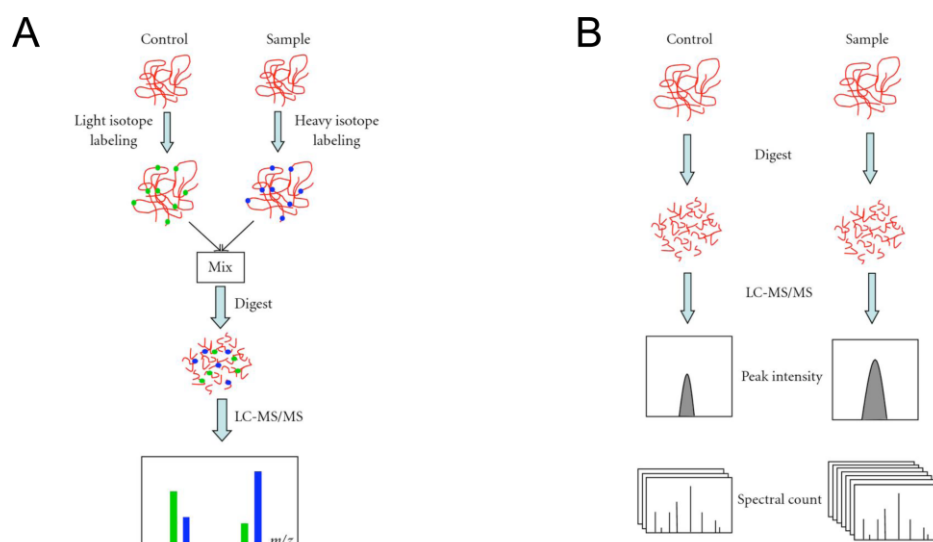 A
Control Sample
Light isotope labeling
Heavy isotope labeling
Mix
Digest
LC-MS/MS
m/z
B
Control Sample
Digest
LC-MS/MS
Peak intensity
Spectral count